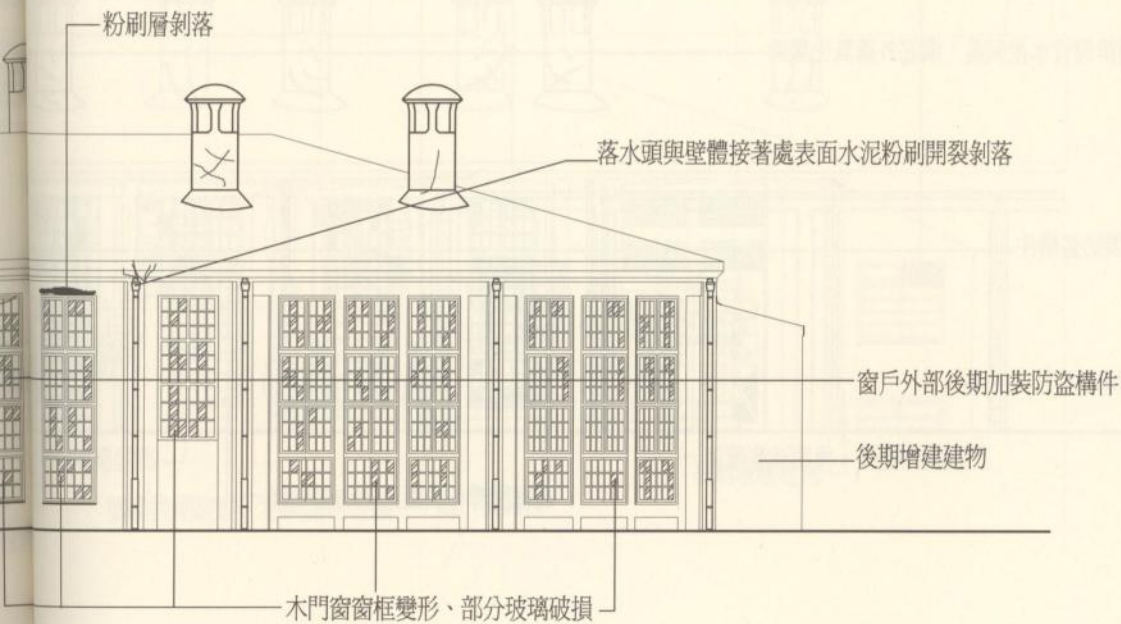 粉刷層剝落
落水頭與壁體接著處表面水泥粉刷開裂剝落
窗戶外部後期加裝防盜構件
後期增建建物
木門窗窗框變形、部分玻璃破損